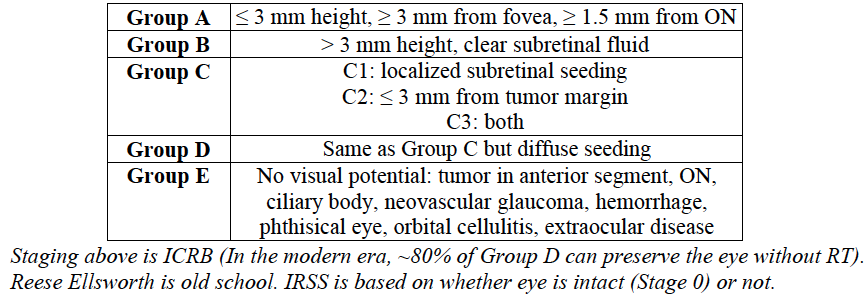 Group A ≤ 3 mm height, ≥ 3 mm from fovea, ≥ 1.5 mm from ON
Group B > 3 mm height, clear subretinal fluid
Group C C1: localized subretinal seeding
C2: ≤ 3 mm from tumor margin
C3: both
Group D Same as Group C but diffuse seeding
Group E No visual potential: tumor in anterior segment, ON,
ciliary body, neovascular glaucoma, hemorrhage,
phthisical eye, orbital cellulitis, extraocular disease
Staging above is ICRB (In the modern era, ~80% of Group D can preserve the eye without RT).
Reese Ellsworth is old school. IRSS is based on whether eye is intact (Stage 0) or not.